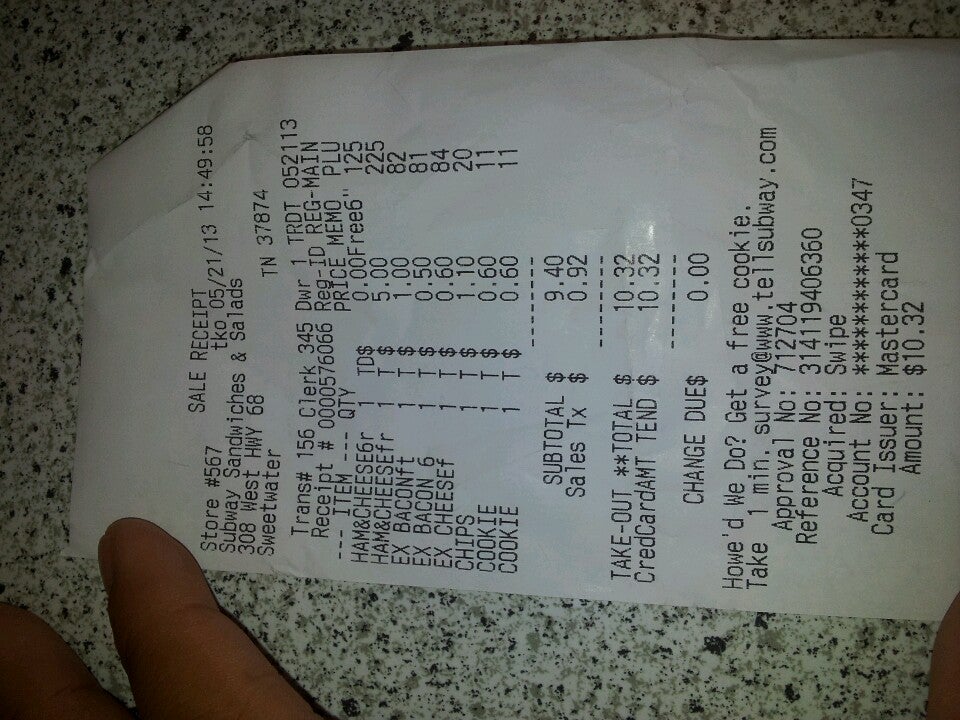 SALE RECEIPT
Store #567 tko 05/21/13 14:49:58
Subway Sandwiches & Salads
308 West HWY 68
Sweetwater TN 37874
Trans# 156 Clerk 345 Dwr 1 TRDT 052113
Receipt # 0000576066 Reg-ID REG-MAIN
--- ITEM --- QTY PRICE MEMO PLU
HAM&CHEESE6r 1 TD$ 0.00Free6" 125
HAM&CHEESEfr 1 T $ 5.00 225
EX BACONft 1 T $ 1.00 82
EX BACON 6 1 T $ 0.50 81
EX CHEESEf 1 T $ 0.60 84
CHIPS 1 T $ 1.10 20
COOKIE 1 T $ 0.60 11
COOKIE 1 T $ 0.60 11
--------
SUBTOTAL $ 9.40
Sales Tx $ 0.92
--------
TAKE-OUT **TOTAL $ 10.32
CredCardAMT TEND $ 10.32
--------
CHANGE DUE$ 0.00
Howe'd We Do? Get a free cookie.
Take 1 min. survey@www.tellsubway.com
Approval No: 712704
Reference No: 314119406360
Acquired: Swipe
Account No: ************0347
Card Issuer: Mastercard
Amount: $10.32